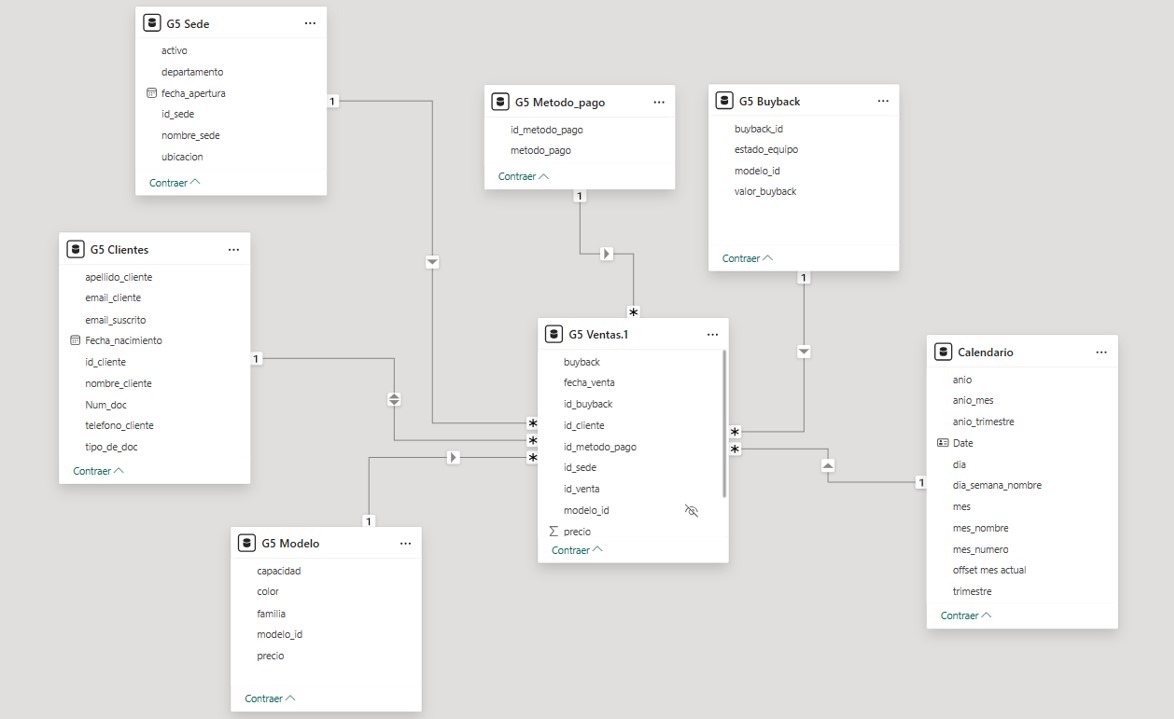 G5 Sede
activo
departamento
fecha_apertura
id_sede
nombre_sede
ubicacion
Contraer
1
G5 Metodo_pago
id_metodo_pago
metodo_pago
Contraer
1
G5 Buyback
buyback_id
estado_equipo
modelo_id
valor_buyback
Contraer
1
G5 Clientes
apellido_cliente
email_cliente
email_suscrito
Fecha_nacimiento
id_cliente
nombre_cliente
Num_doc
telefono_cliente
tipo_de_doc
Contraer
1
*
G5 Ventas.1
buyback
fecha_venta
id_buyback
id_cliente
id_metodo_pago
id_sede
id_venta
modelo_id
Σ precio
Contraer
*
*
*
*
*
Calendario
anio
anio_mes
anio_trimestre
Date
dia
dia_semana_nombre
mes
mes_nombre
mes_numero
offset mes actual
trimestre
Contraer
1
1
G5 Modelo
capacidad
color
familia
modelo_id
precio
Contraer